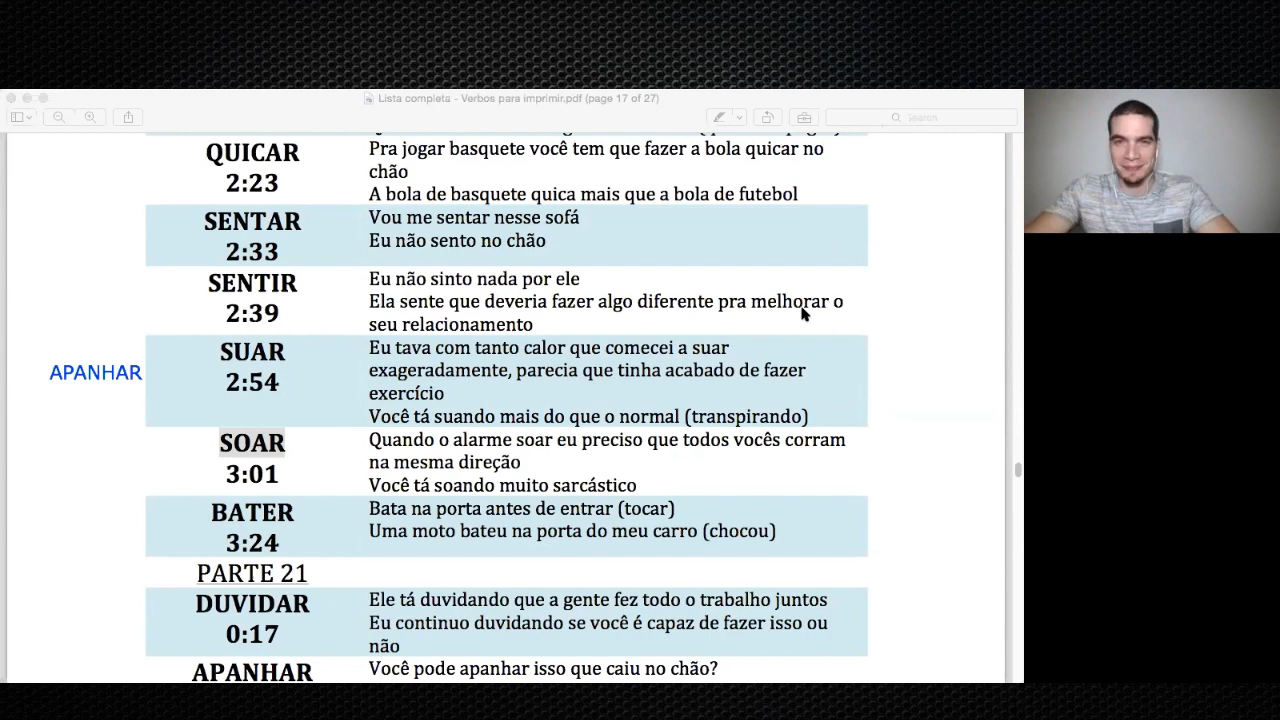 Lista completa - Verbos para imprimir.pdf (page 17 of 27)
Search
QUICAR
2:23
Pra jogar basquete você tem que fazer a bola quicar no
chão
A bola de basquete quica mais que a bola de futebol
SENTAR
2:33
Vou me sentar nesse sofá
Eu não sento no chão
SENTIR
2:39
Eu não sinto nada por ele
Ela sente que deveria fazer algo diferente pra melhorar o
seu relacionamento
APANHAR
SUAR
2:54
Eu tava com tanto calor que comecei a suar
exageradamente, parecia que tinha acabado de fazer
exercício
Você tá suando mais do que o normal (transpirando)
SOAR
3:01
Quando o alarme soar eu preciso que todos vocês corram
na mesma direção
Você tá soando muito sarcástico
BATER
3:24
Bata na porta antes de entrar (tocar)
Uma moto bateu na porta do meu carro (chocou)
PARTE 21
DUVIDAR
0:17
Ele tá duvidando que a gente fez todo o trabalho juntos
Eu continuo duvidando se você é capaz de fazer isso ou
não
APANHAR
Você pode apanhar isso que caiu no chão?